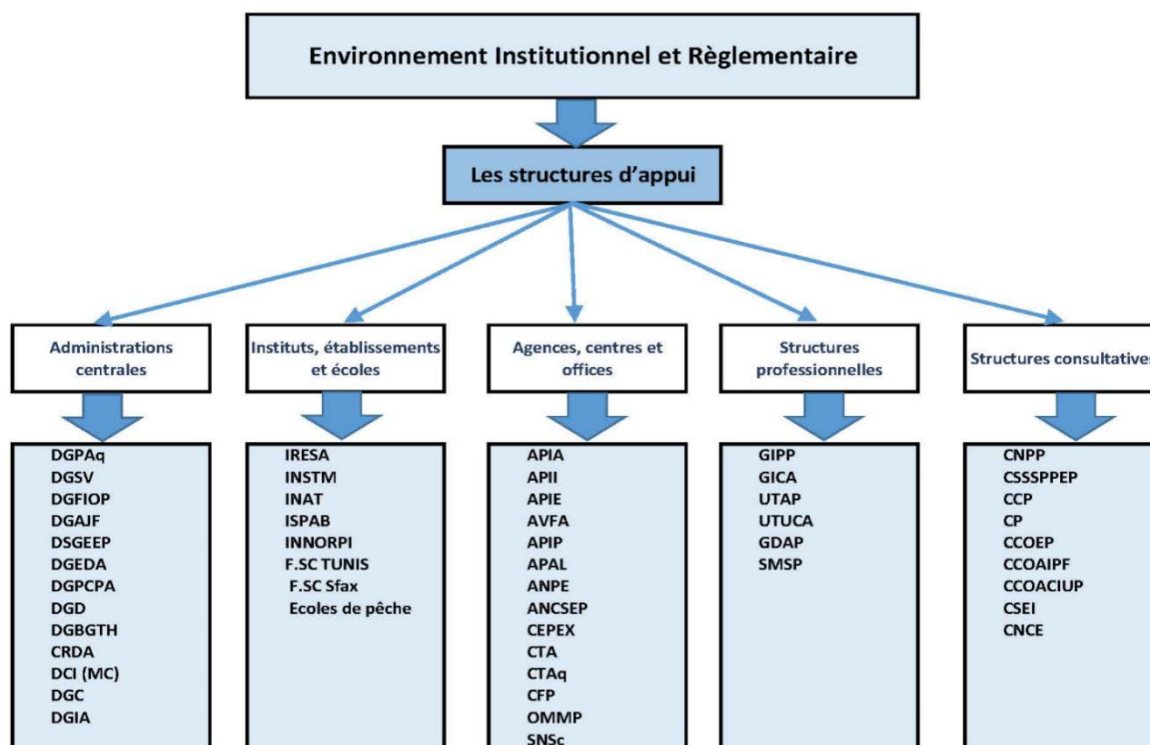 Environnement Institutionnel et Règlementaire
Les structures d'appui
Administrations
centrales
DGPAq
DGSV
DGFIOP
DGAJF
DSGEEP
DGEDA
DGPCPA
DGD
DGBGTH
CRDA
DCI (MC)
DGC
DGIA
Instituts, établissements
et écoles
IRESA
INSTM
INAT
ISPAB
INNORPI
F.SC TUNIS
F.SC Sfax
Ecoles de pêche
Agences, centres et
offices
APIA
APII
APIE
AVFA
APIP
APAL
ANPE
ANCSEP
CEPEX
CTA
CTAq
CFP
OMMP
SNSc
Structures
professionnelles
GIPP
GICA
UTAP
UTUCA
GDAP
SMSP
Structures consultatives
CNPP
CSSSPPEP
CCP
CP
CCOEP
CCOAIPF
CCOACIUP
CSEI
CNCE